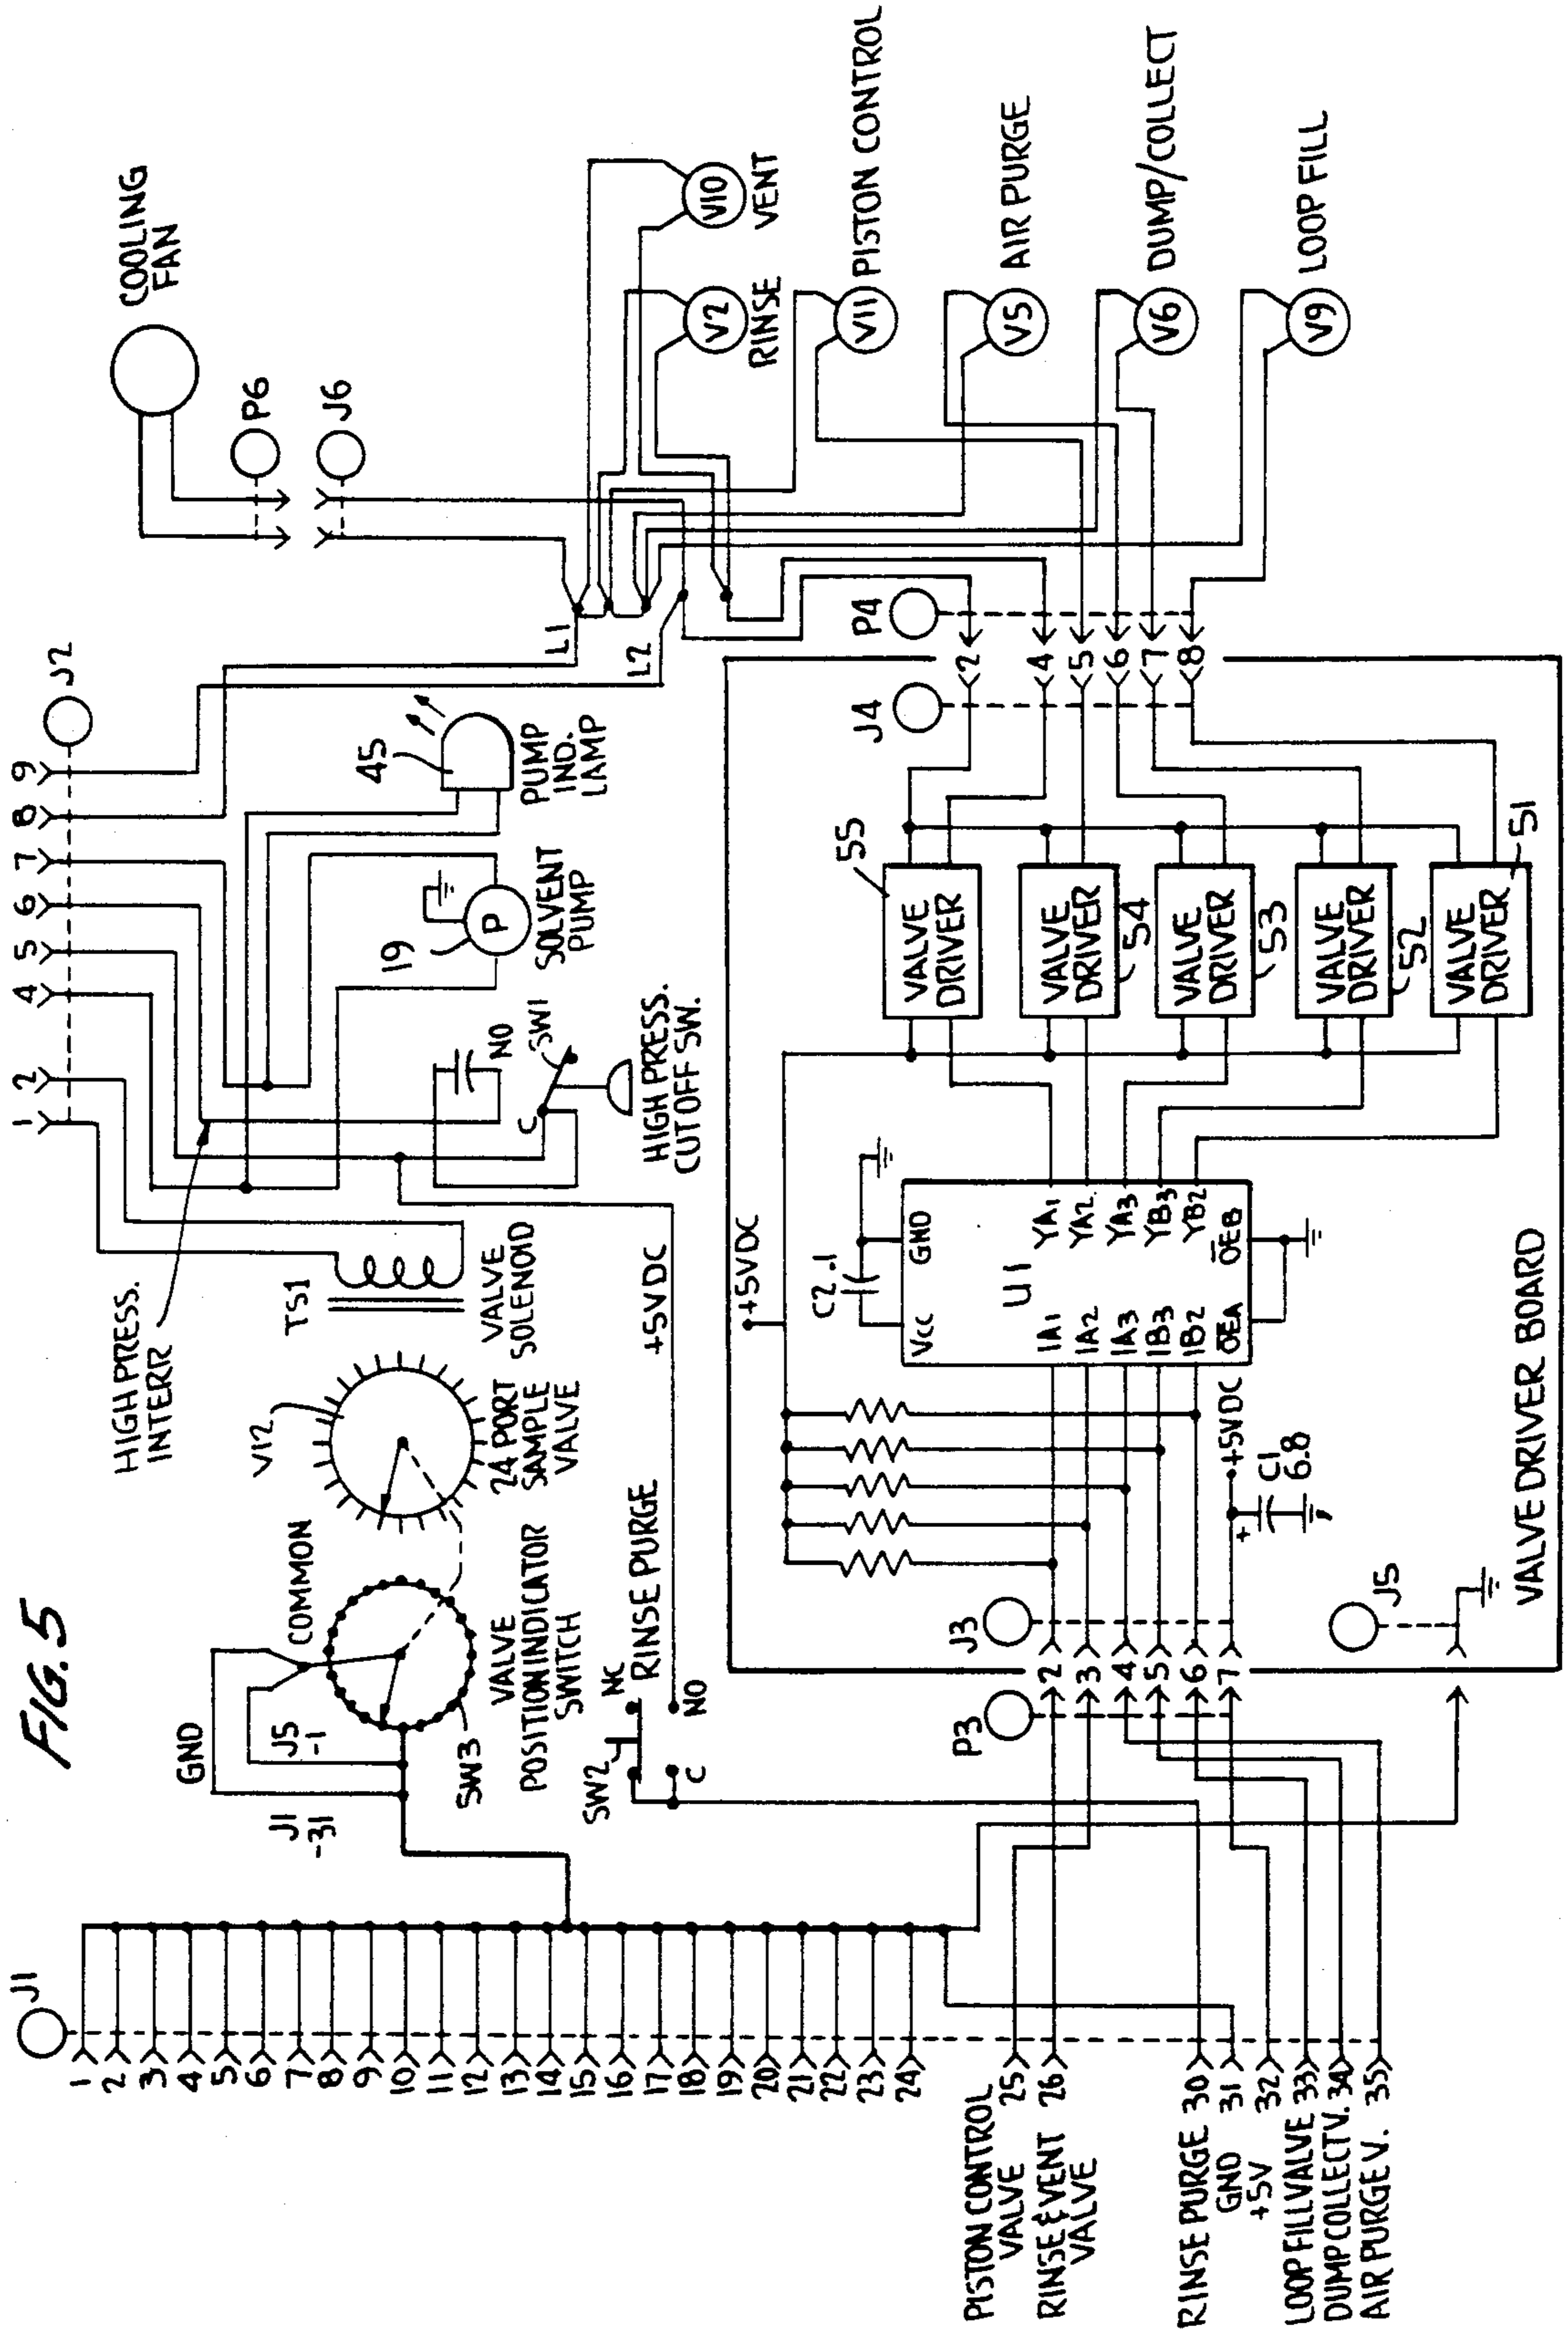 FIG. 5
J1
1
2
3
4
5
6
7
8
9
10
11
12
13
14
15
16
17
18
19
20
21
22
23
24
PISTON CONTROL
VALVE
25
RINSE & VENT
VALVE
26
RINSE PURGE 30
GND 31
+5V 32
LOOP FILL VALVE 33
DUMP COLLECT V. 34
AIR PURGE V. 35
GND
J5
-1
J1
-31
COMMON
SW3
VALVE
POSITION INDICATOR
SWITCH
V12
24 PORT
SAMPLE
VALVE
TS1
VALVE
SOLENOID
HIGH PRESS.
INTERR
SW2
NC
RINSE PURGE
C
NO
+5VDC
J2
1
2
4
5
6
7
8
9
NO
SW1
C
HIGH PRESS.
CUTOFF SW.
19
P
SOLVENT
PUMP
45
PUMP
IND.
LAMP
COOLING
FAN
P6
J6
L1
L2
V10
VENT
V2
RINSE
V11
PISTON CONTROL
V5
AIR PURGE
V6
DUMP/COLLECT
V9
LOOP FILL
P4
J4
2
4
5
6
7
8
P3
J3
2
3
4
5
6
7
J5
+5VDC
C2 .1
VCC
GND
U1
1A1
1A2
1A3
1B3
1B2
OEA
YA1
YA2
YA3
YB3
YB2
OEB
+5VDC
+
C1
6.8
55
VALVE
DRIVER
VALVE
DRIVER
54
VALVE
DRIVER
53
VALVE
DRIVER
52
VALVE
DRIVER
51
VALVE DRIVER BOARD